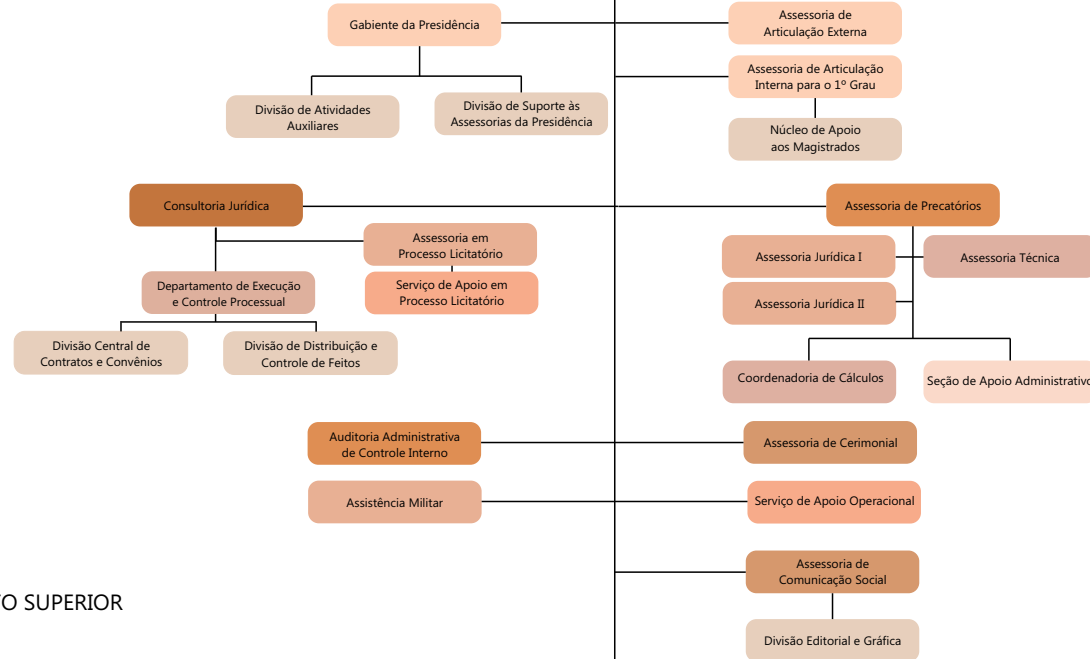 Gabiente da Presidência
Assessoria de
Articulação Externa
Assessoria de Articulação
Interna para o 1º Grau
Divisão de Atividades
Auxiliares
Divisão de Suporte às
Assessorias da Presidência
Núcleo de Apoio
aos Magistrados
Consultoria Jurídica
Assessoria de Precatórios
Assessoria em
Processo Licitatório
Assessoria Jurídica I
Assessoria Técnica
Departamento de Execução
e Controle Processual
Serviço de Apoio em
Processo Licitatório
Assessoria Jurídica II
Divisão Central de
Contratos e Convênios
Divisão de Distribuição e
Controle de Feitos
Coordenadoria de Cálculos
Seção de Apoio Administrativo
Auditoria Administrativa
de Controle Interno
Assessoria de Cerimonial
Assistência Militar
Serviço de Apoio Operacional
Assessoria de
Comunicação Social
O SUPERIOR
Divisão Editorial e Gráfica